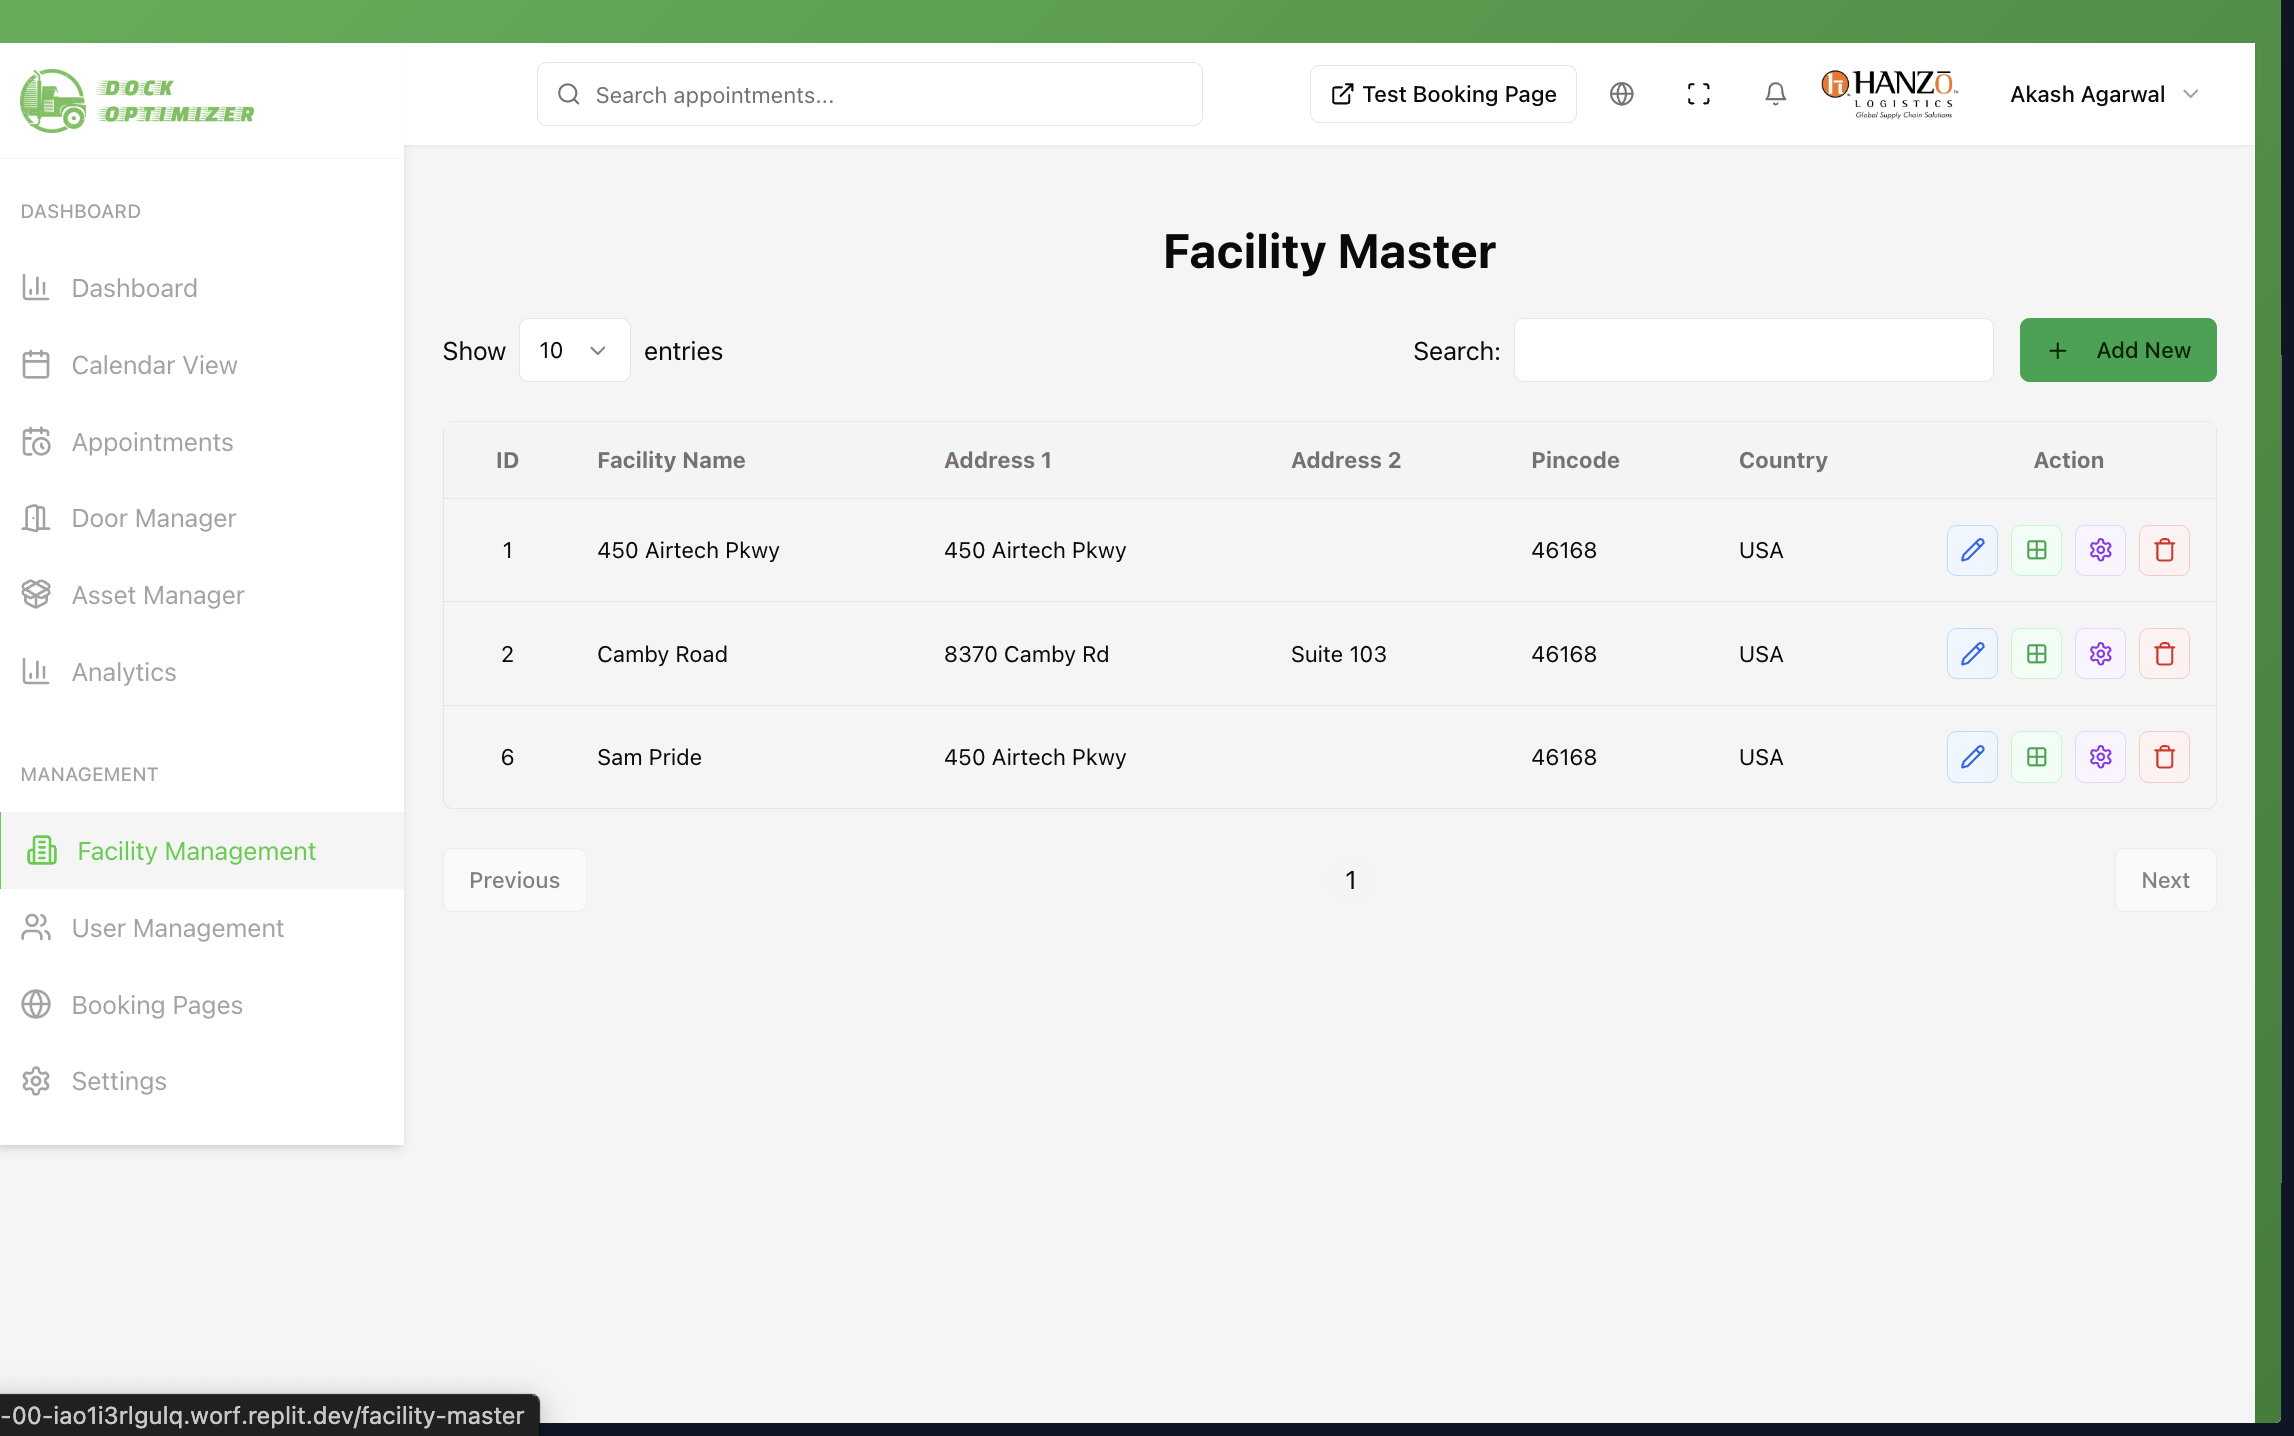 DOCK
OPTIMIZER
Search appointments...
Test Booking Page
HANZŌ
LOGISTICS
Global Supply Chain Solutions
Akash Agarwal
DASHBOARD
Dashboard
Calendar View
Appointments
Door Manager
Asset Manager
Analytics
MANAGEMENT
Facility Management
User Management
Booking Pages
Settings
Facility Master
Show 10 entries
Search:
+ Add New
ID Facility Name Address 1 Address 2 Pincode Country Action
1 450 Airtech Pkwy 450 Airtech Pkwy 46168 USA
2 Camby Road 8370 Camby Rd Suite 103 46168 USA
6 Sam Pride 450 Airtech Pkwy 46168 USA
Previous 1 Next
-00-iao1i3rlgulq.worf.replit.dev/facility-master